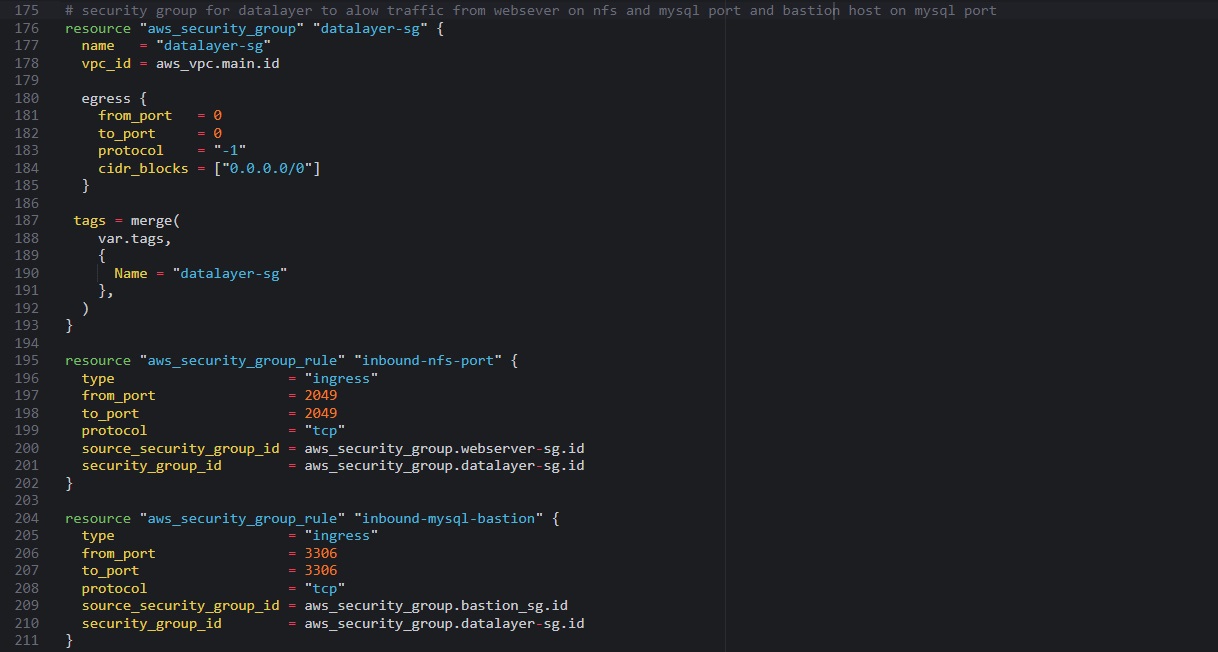 175 # security group for datalayer to alow traffic from websever on nfs and mysql port and bastion host on mysql port
176 resource "aws_security_group" "datalayer-sg" {
177   name   = "datalayer-sg"
178   vpc_id = aws_vpc.main.id
179
180   egress {
181     from_port   = 0
182     to_port     = 0
183     protocol    = "-1"
184     cidr_blocks = ["0.0.0.0/0"]
185   }
186
187  tags = merge(
188     var.tags,
189     {
190       Name = "datalayer-sg"
191     },
192   )
193 }
194
195 resource "aws_security_group_rule" "inbound-nfs-port" {
196   type                     = "ingress"
197   from_port                = 2049
198   to_port                  = 2049
199   protocol                 = "tcp"
200   source_security_group_id = aws_security_group.webserver-sg.id
201   security_group_id        = aws_security_group.datalayer-sg.id
202 }
203
204 resource "aws_security_group_rule" "inbound-mysql-bastion" {
205   type                     = "ingress"
206   from_port                = 3306
207   to_port                  = 3306
208   protocol                 = "tcp"
209   source_security_group_id = aws_security_group.bastion_sg.id
210   security_group_id        = aws_security_group.datalayer-sg.id
211 }